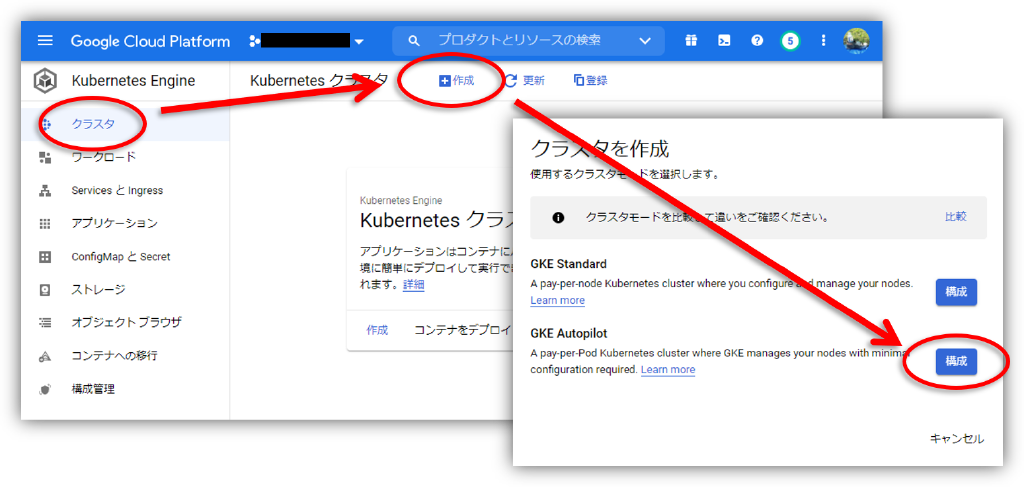 Google Cloud Platform
プロダクトとリソースの検索
5
Kubernetes Engine
Kubernetes クラスタ
作成
更新
登録
クラスタ
ワークロード
Services と Ingress
アプリケーション
ConfigMap と Secret
ストレージ
オブジェクト ブラウザ
コンテナへの移行
構成管理
Kubernetes Engine
Kubernetes クラス
アプリケーションはコンテナに
境に簡単にデプロイして実行で
れます。詳細
作成
コンテナをデプロイ
クラスタを作成
使用するクラスタモードを選択します。
クラスタモードを比較して違いをご確認ください。
比較
GKE Standard
A pay-per-node Kubernetes cluster where you configure and manage your nodes.
Learn more
構成
GKE Autopilot
A pay-per-Pod Kubernetes cluster where GKE manages your nodes with minimal
configuration required. Learn more
構成
キャンセル